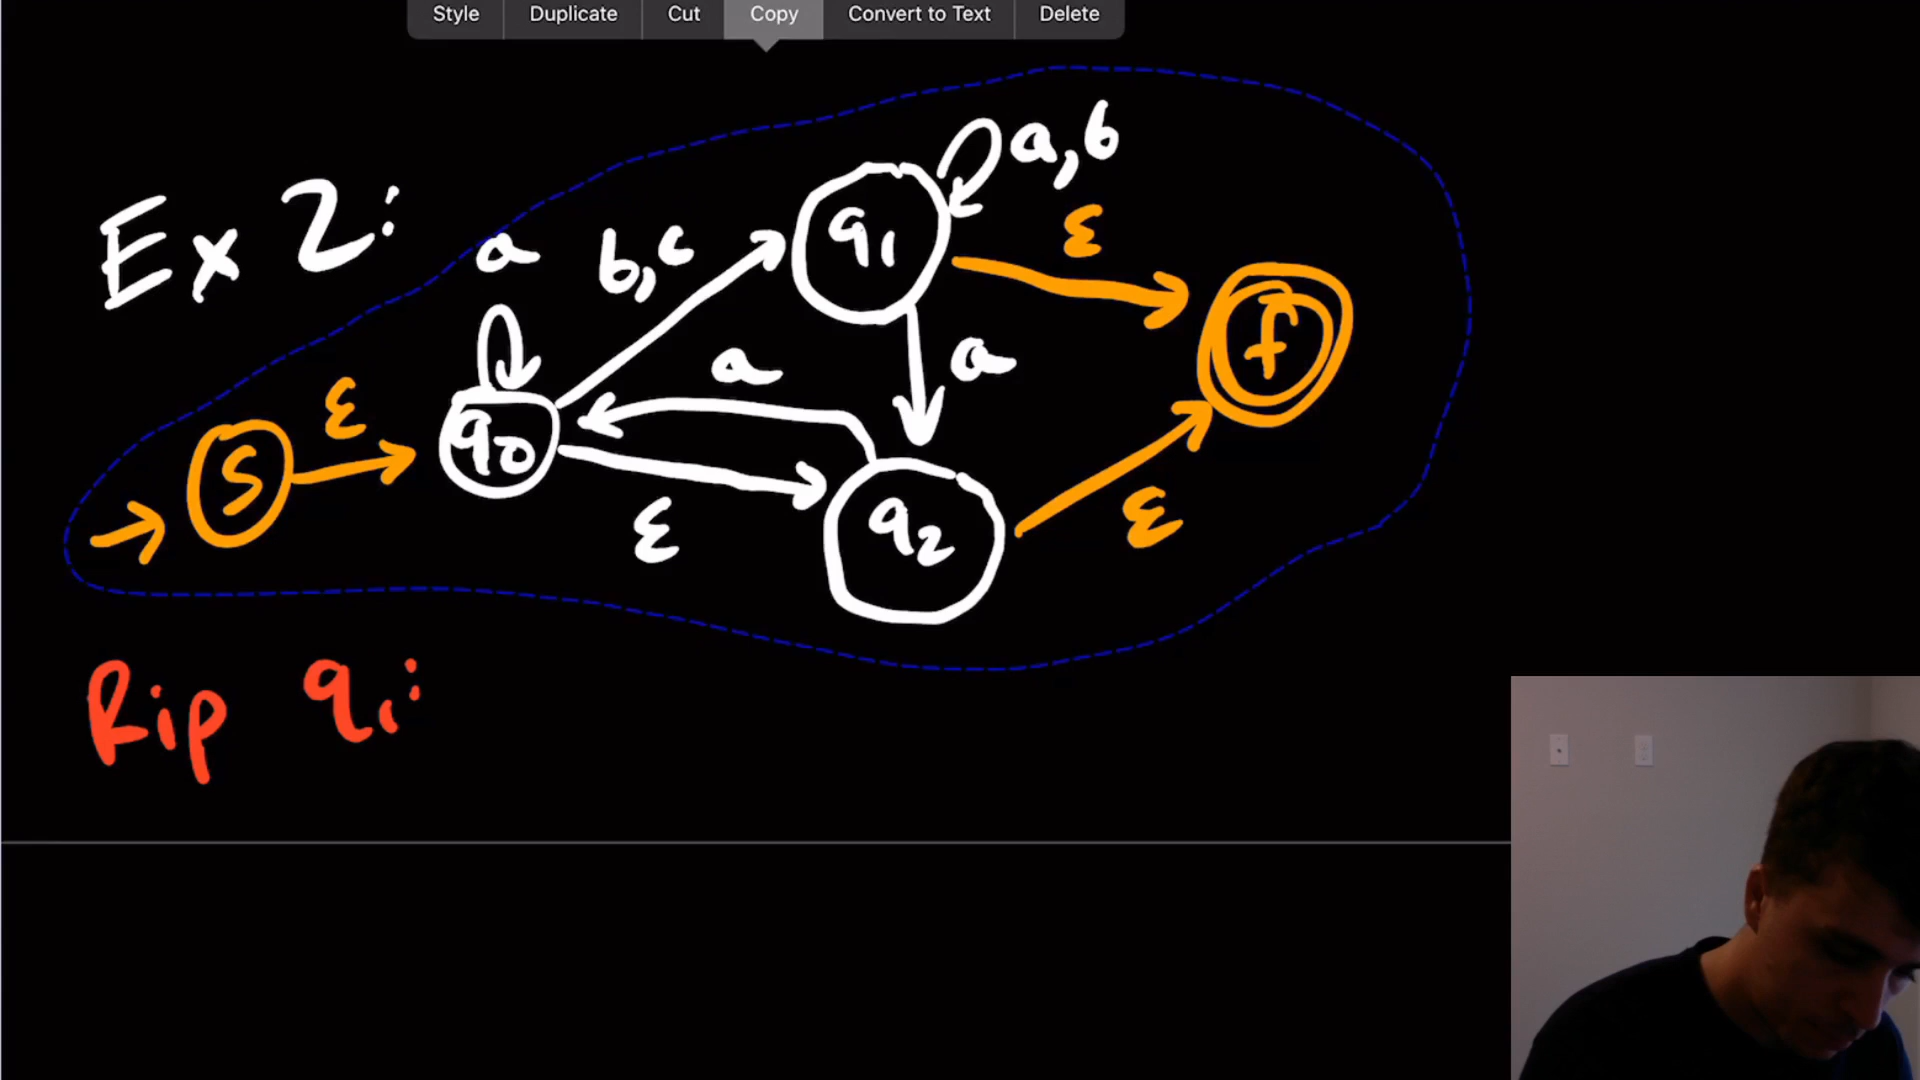 Style Duplicate Cut Copy Convert to Text Delete
Ex 2:
a
b,c
q₁
a,b
ε
f
a
a
ε
S
ε
q₀
ε
q₂
ε
Rip q₁: